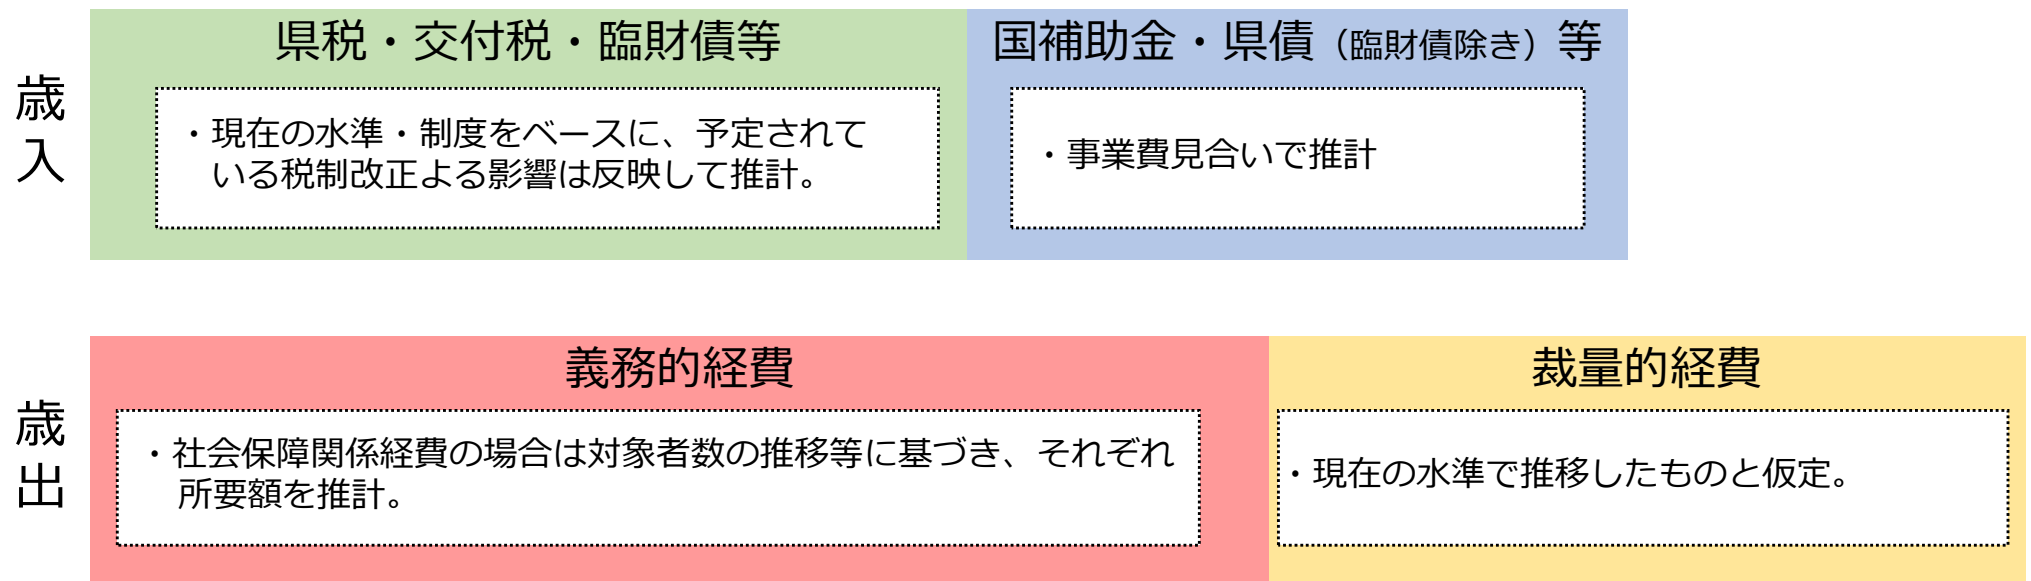 歳入
県税・交付税・臨財債等
・現在の水準・制度をベースに、予定されて
いる税制改正よる影響は反映して推計。
国補助金・県債（臨財債除き）等
・事業費見合いで推計
歳出
義務的経費
・社会保障関係経費の場合は対象者数の推移等に基づき、それぞれ
所要額を推計。
裁量的経費
・現在の水準で推移したものと仮定。